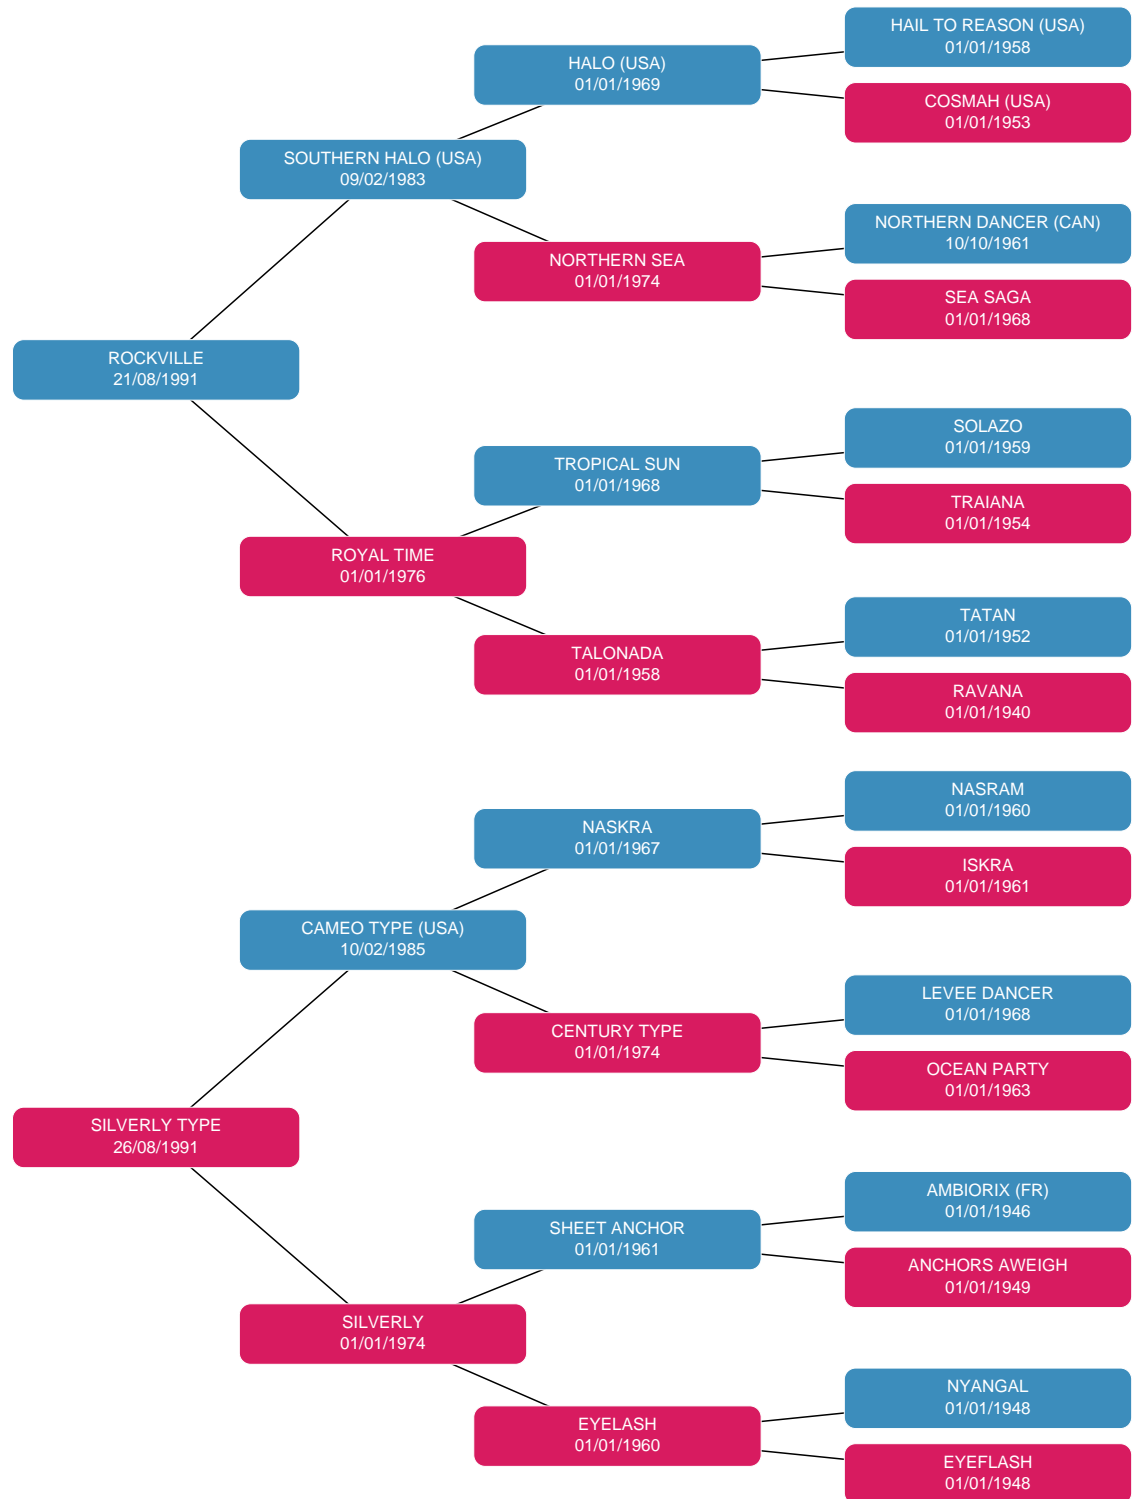 HAIL TO REASON (USA)
01/01/1958
HALO (USA)
01/01/1969
COSMAH (USA)
01/01/1953
SOUTHERN HALO (USA)
09/02/1983
NORTHERN DANCER (CAN)
10/10/1961
NORTHERN SEA
01/01/1974
SEA SAGA
01/01/1968
ROCKVILLE
21/08/1991
SOLAZO
01/01/1959
TROPICAL SUN
01/01/1968
TRAIANA
01/01/1954
ROYAL TIME
01/01/1976
TATAN
01/01/1952
TALONADA
01/01/1958
RAVANA
01/01/1940
NASRAM
01/01/1960
NASKRA
01/01/1967
ISKRA
01/01/1961
CAMEO TYPE (USA)
10/02/1985
LEVEE DANCER
01/01/1968
CENTURY TYPE
01/01/1974
OCEAN PARTY
01/01/1963
SILVERLY TYPE
26/08/1991
AMBIORIX (FR)
01/01/1946
SHEET ANCHOR
01/01/1961
ANCHORS AWEIGH
01/01/1949
SILVERLY
01/01/1974
NYANGAL
01/01/1948
EYELASH
01/01/1960
EYEFLASH
01/01/1948